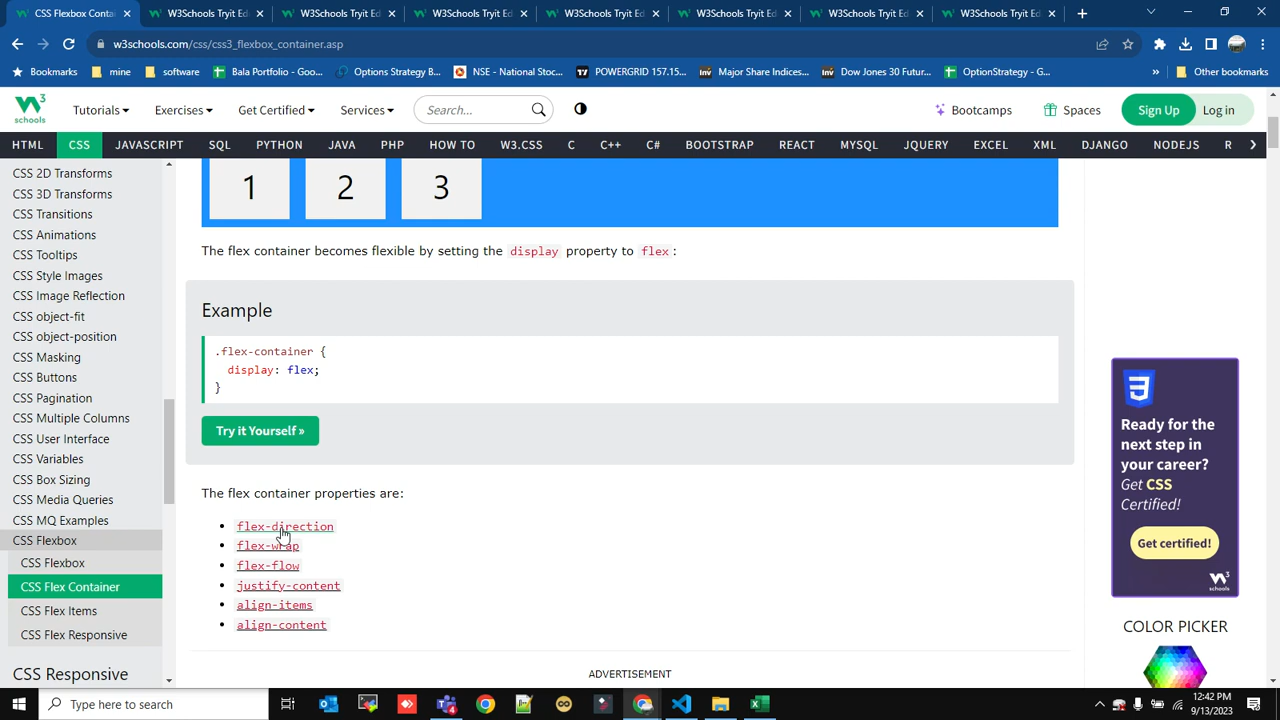 CSS Flexbox Conta
W3Schools Tryit Ed
W3Schools Tryit Ed
W3Schools Tryit Ed
W3Schools Tryit Ed
W3Schools Tryit Ed
W3Schools Tryit Ed
W3Schools Tryit Ed
w3schools.com/css/css3_flexbox_container.asp
Bookmarks
mine
software
Bala Portfolio - Goo...
Options Strategy B...
NSE - National Stoc...
POWERGRID 157.15...
Major Share Indices...
Dow Jones 30 Futur...
OptionStrategy - G...
»
Other bookmarks
W3 schools
Tutorials
Exercises
Get Certified
Services
Search...
Bootcamps
Spaces
Sign Up
Log in
HTML
CSS
JAVASCRIPT
SQL
PYTHON
JAVA
PHP
HOW TO
W3.CSS
C
C++
C#
BOOTSTRAP
REACT
MYSQL
JQUERY
EXCEL
XML
DJANGO
NODEJS
R
CSS 2D Transforms
CSS 3D Transforms
CSS Transitions
CSS Animations
CSS Tooltips
CSS Style Images
CSS Image Reflection
CSS object-fit
CSS object-position
CSS Masking
CSS Buttons
CSS Pagination
CSS Multiple Columns
CSS User Interface
CSS Variables
CSS Box Sizing
CSS Media Queries
CSS MQ Examples
CSS Flexbox
CSS Flexbox
CSS Flex Container
CSS Flex Items
CSS Flex Responsive
CSS Responsive
1 2 3
The flex container becomes flexible by setting the display property to flex:
Example
.flex-container {
display: flex;
}
Try it Yourself »
The flex container properties are:
• flex-direction
• flex-wrap
• flex-flow
• justify-content
• align-items
• align-content
ADVERTISEMENT
3
Ready for the
next step in
your career?
Get CSS
Certified!
Get certified!
W3 schools
COLOR PICKER
Type here to search
12:42 PM
9/13/2023